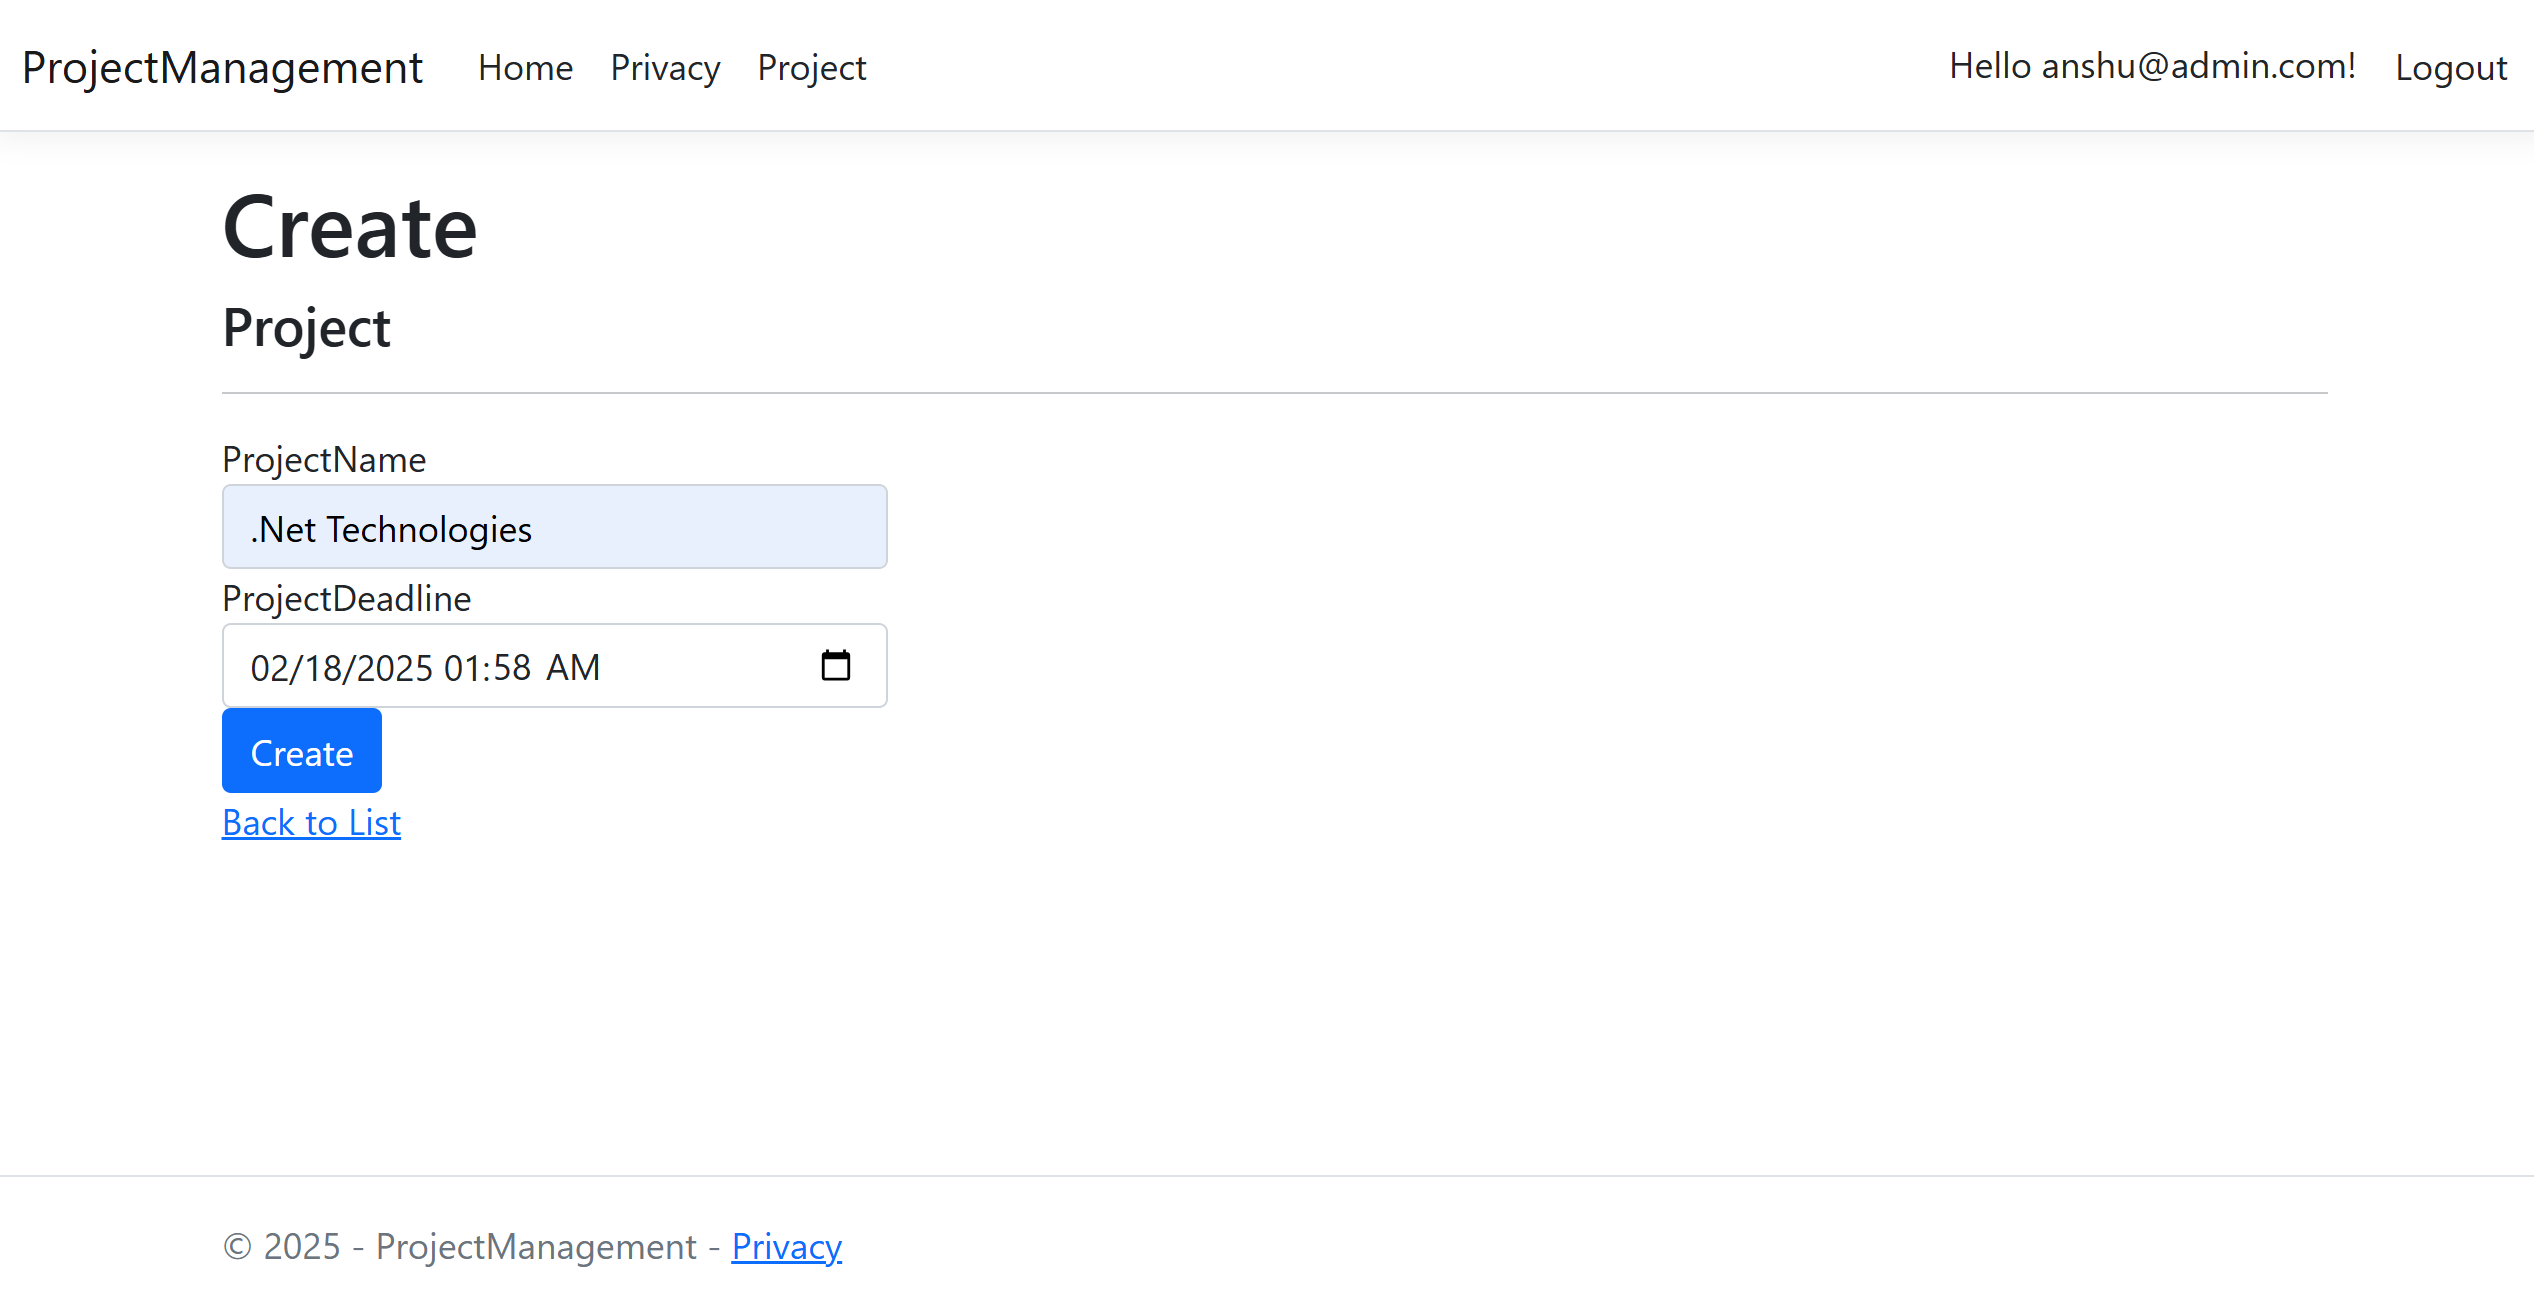 ProjectManagement Home Privacy Project Hello anshu@admin.com! Logout
Create
Project
ProjectName
.Net Technologies
ProjectDeadline
02/18/2025 01:58 AM
Create
Back to List
© 2025 - ProjectManagement - Privacy